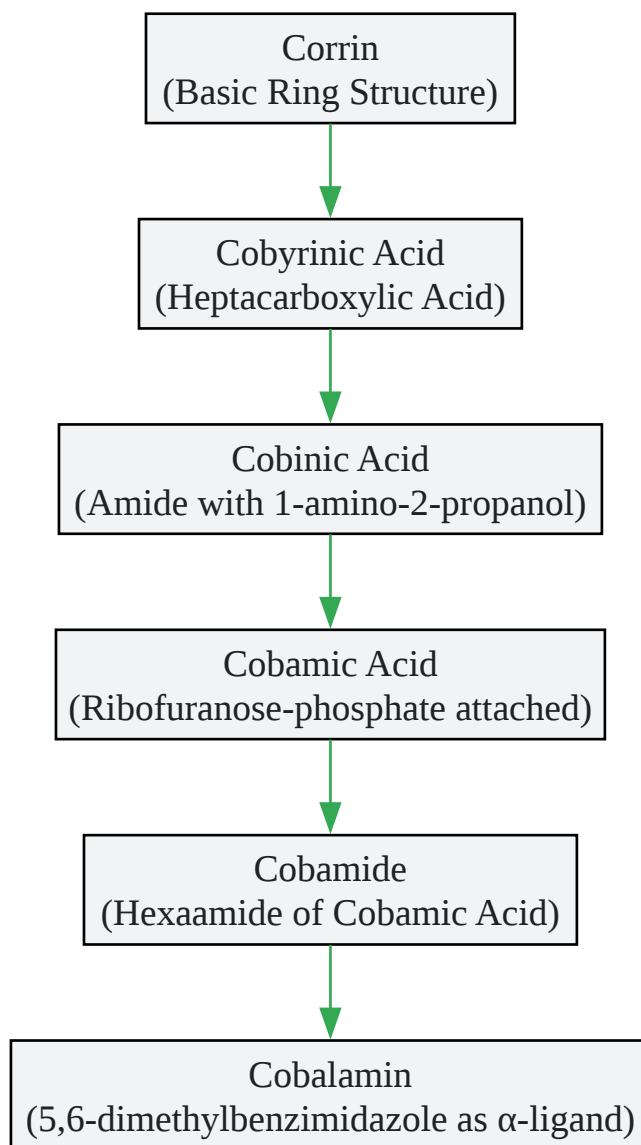 Corrin
(Basic Ring Structure)
Cobyrinic Acid
(Heptacarboxylic Acid)
Cobinic Acid
(Amide with 1-amino-2-propanol)
Cobamic Acid
(Ribofuranose-phosphate attached)
Cobamide
(Hexaamide of Cobamic Acid)
Cobalamin
(5,6-dimethylbenzimidazole as α-ligand)